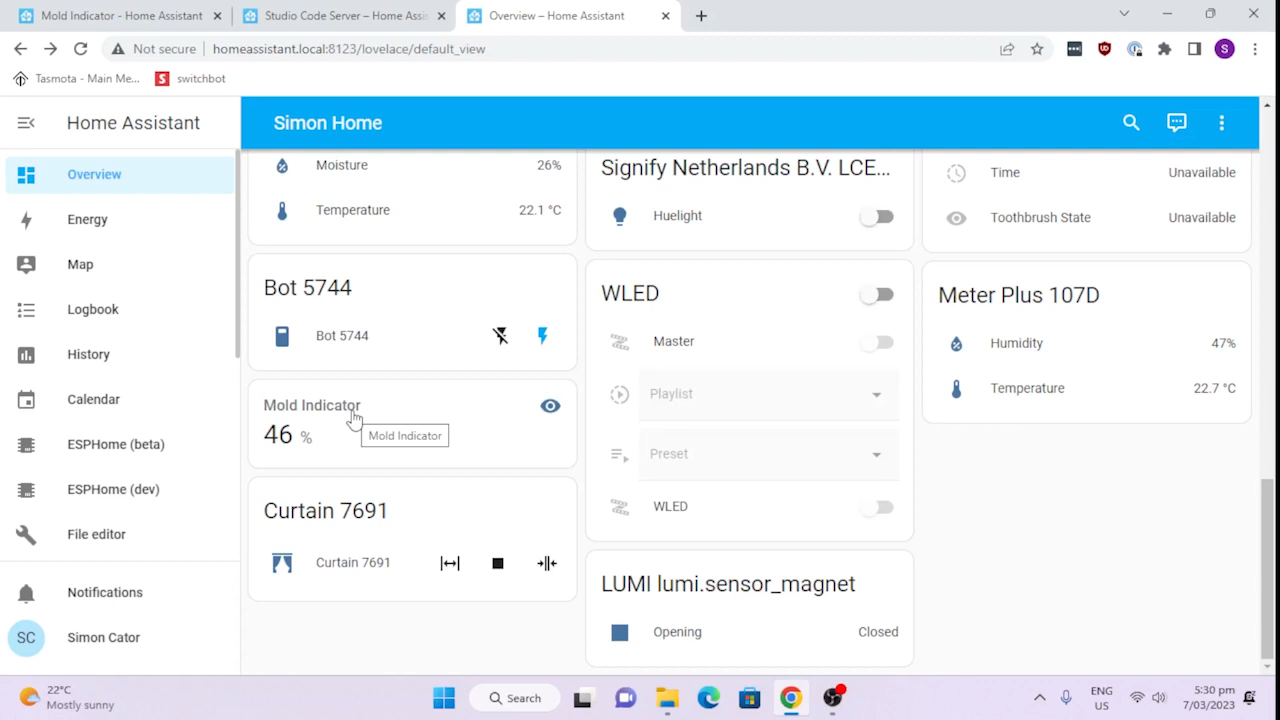 Mold Indicator – Home Assistant
Studio Code Server – Home Assis
Overview – Home Assistant
Not secure
homeassistant.local:8123/lovelace/default_view
S
Tasmota - Main Me...
switchbot
Home Assistant
Simon Home
Overview
Energy
Map
Logbook
History
Calendar
ESPHome (beta)
ESPHome (dev)
File editor
Notifications
SC
Simon Cator
Moisture
26%
Temperature
22.1 °C
Bot 5744
Bot 5744
Mold Indicator
46 %
Mold Indicator
Curtain 7691
Curtain 7691
Signify Netherlands B.V. LCE...
Huelight
WLED
Master
Playlist
Preset
WLED
LUMI lumi.sensor_magnet
Opening
Closed
Time
Unavailable
Toothbrush State
Unavailable
Meter Plus 107D
Humidity
47%
Temperature
22.7 °C
22°C
Mostly sunny
Search
ENG
US
5:30 pm
7/03/2023